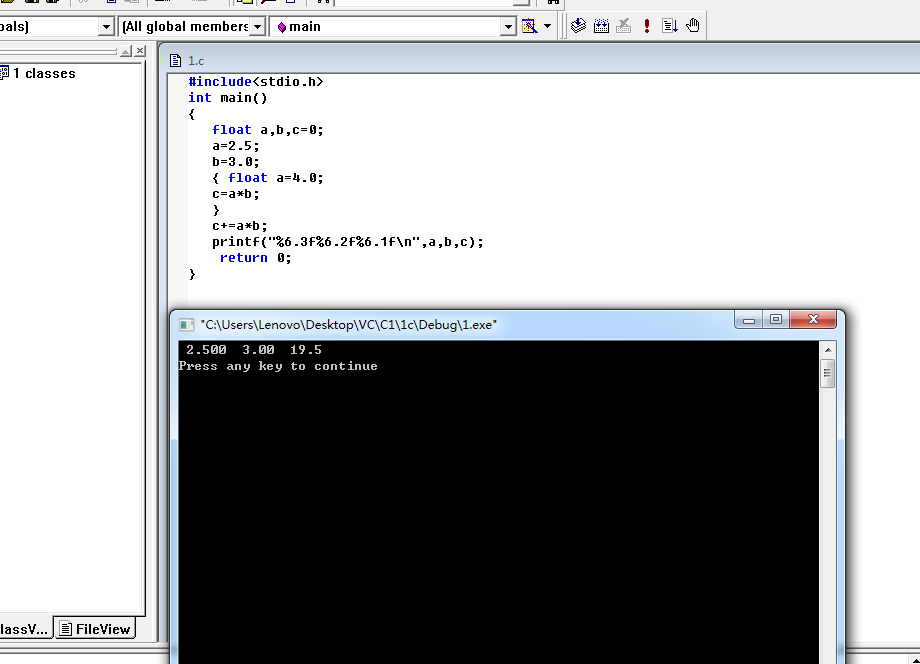 [All global members
main
1 classes
1.c
#include<stdio.h>
int main()
{
float a,b,c=0;
a=2.5;
b=3.0;
{ float a=4.0;
c=a*b;
}
c+=a*b;
printf("%6.3f%6.2f%6.1f\n",a,b,c);
return 0;
}
"C:\Users\Lenovo\Desktop\VC\C1\1c\Debug\1.exe"
2.500  3.00  19.5
Press any key to continue
lassV...
FileView